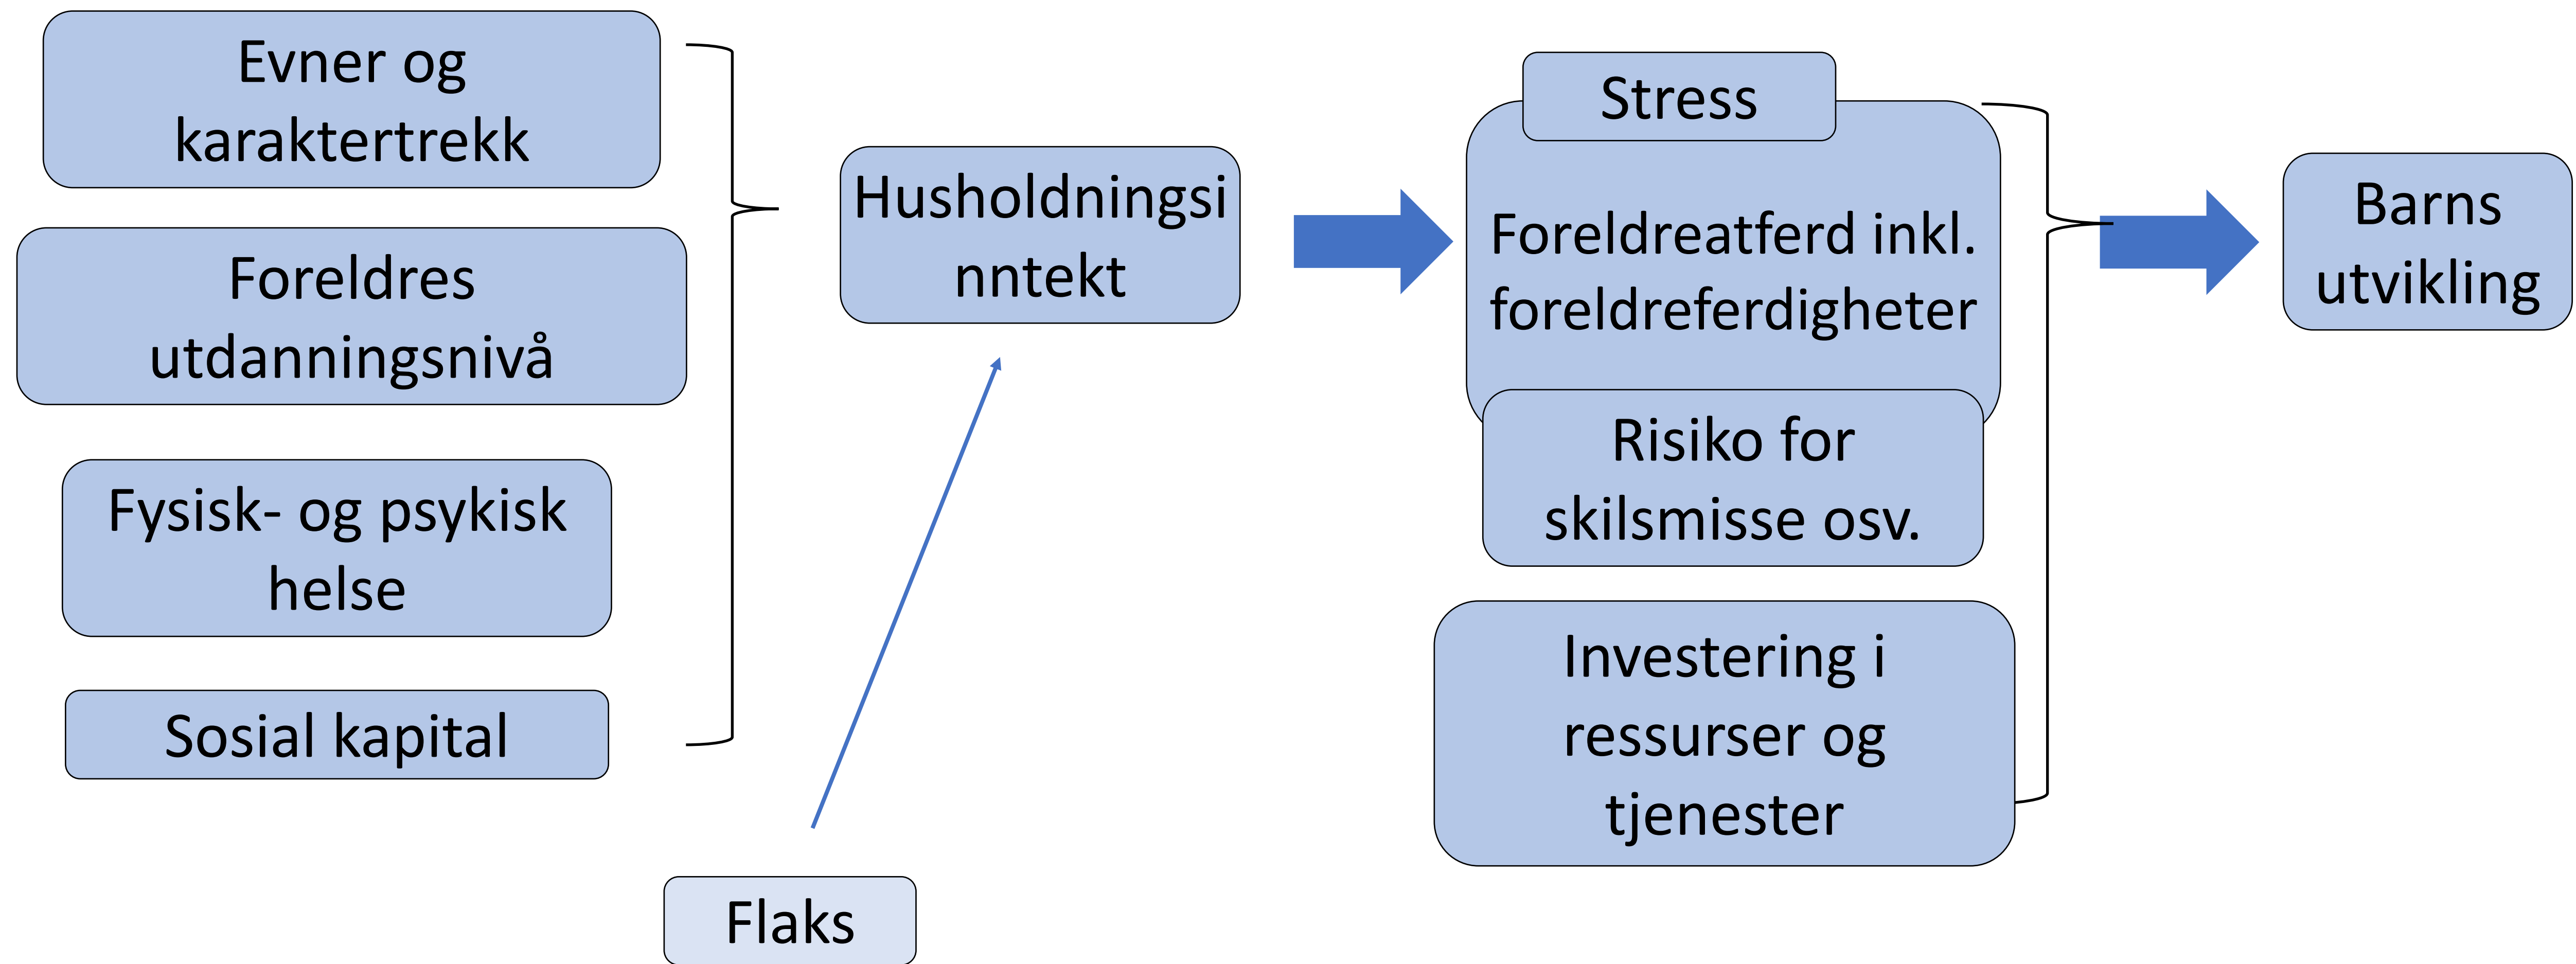 Evner og
karaktertrekk
Foreldres
utdanningsnivå
Fysisk- og psykisk
helse
Sosial kapital
Flaks
Husholdningsi
nntekt
Stress
Foreldreatferd inkl.
foreldreferdigheter
Risiko for
skilsmisse osv.
Investering i
ressurser og
tjenester
Barns
utvikling